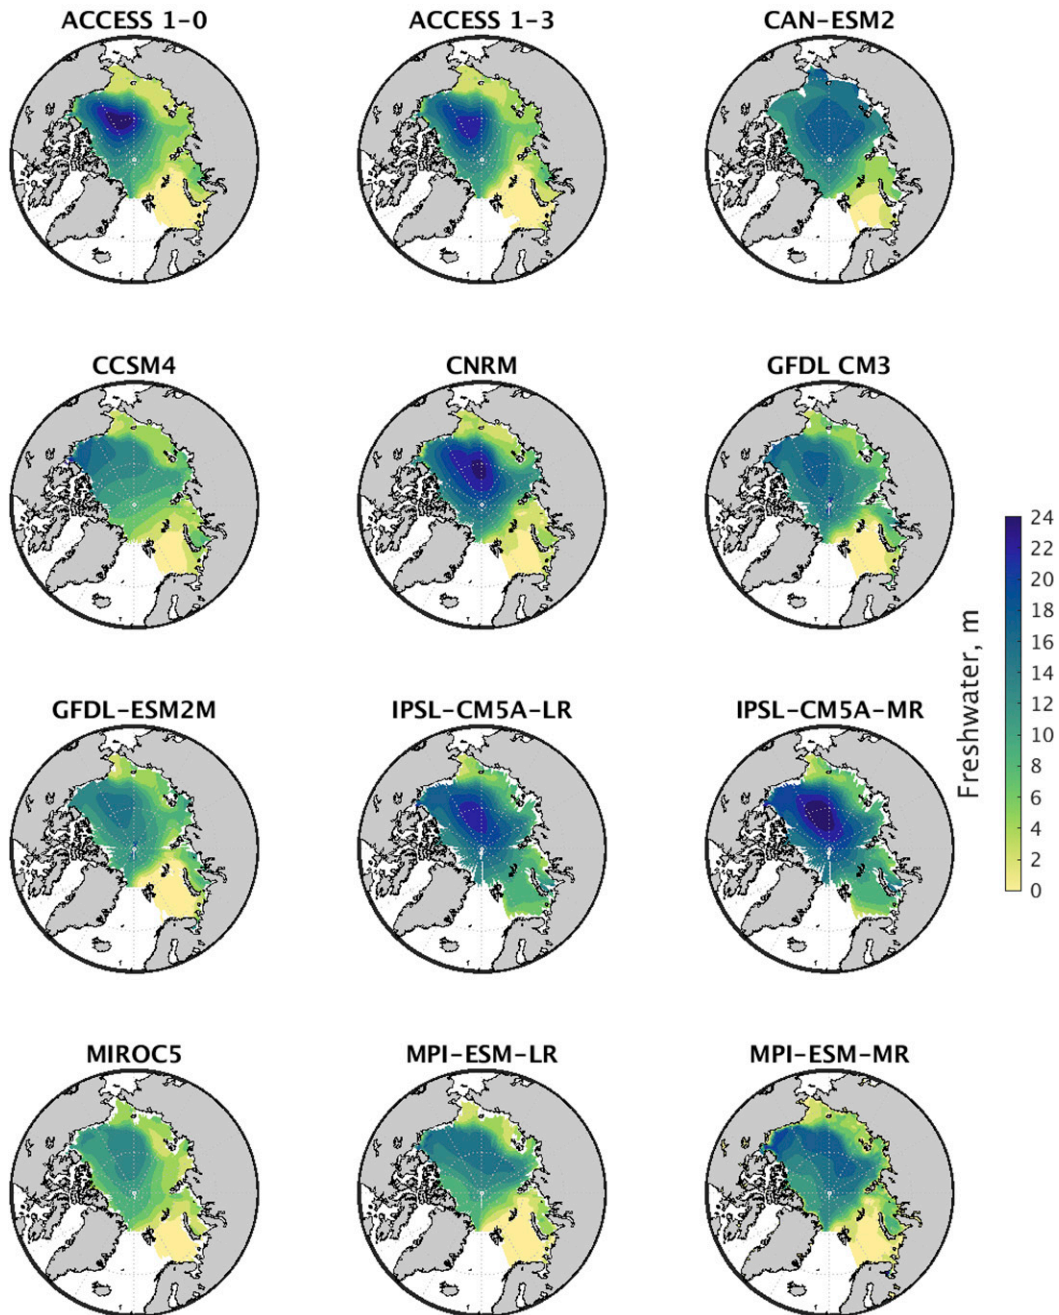 ACCESS 1-0
ACCESS 1-3
CAN-ESM2
CCSM4
CNRM
GFDL CM3
GFDL-ESM2M
IPSL-CM5A-LR
IPSL-CM5A-MR
MIROC5
MPI-ESM-LR
MPI-ESM-MR
Freshwater, m
24
22
20
18
16
14
12
10
8
6
4
2
0